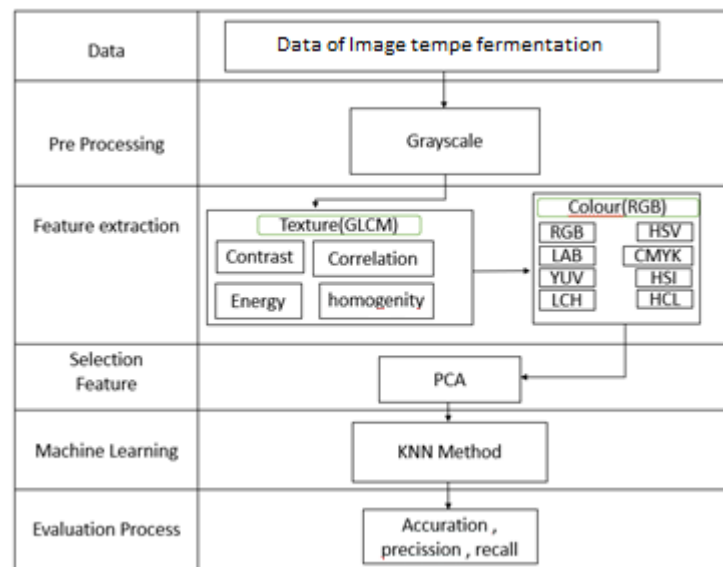 Data
Data of Image tempe fermentation
Pre Processing
Grayscale
Feature extraction
Texture(GLCM)
Contrast
Correlation
Energy
homogenity
Colour(RGB)
RGB
HSV
LAB
CMYK
YUV
HSI
LCH
HCL
Selection
Feature
PCA
Machine Learning
KNN Method
Evaluation Process
Accuration ,
precission , recall